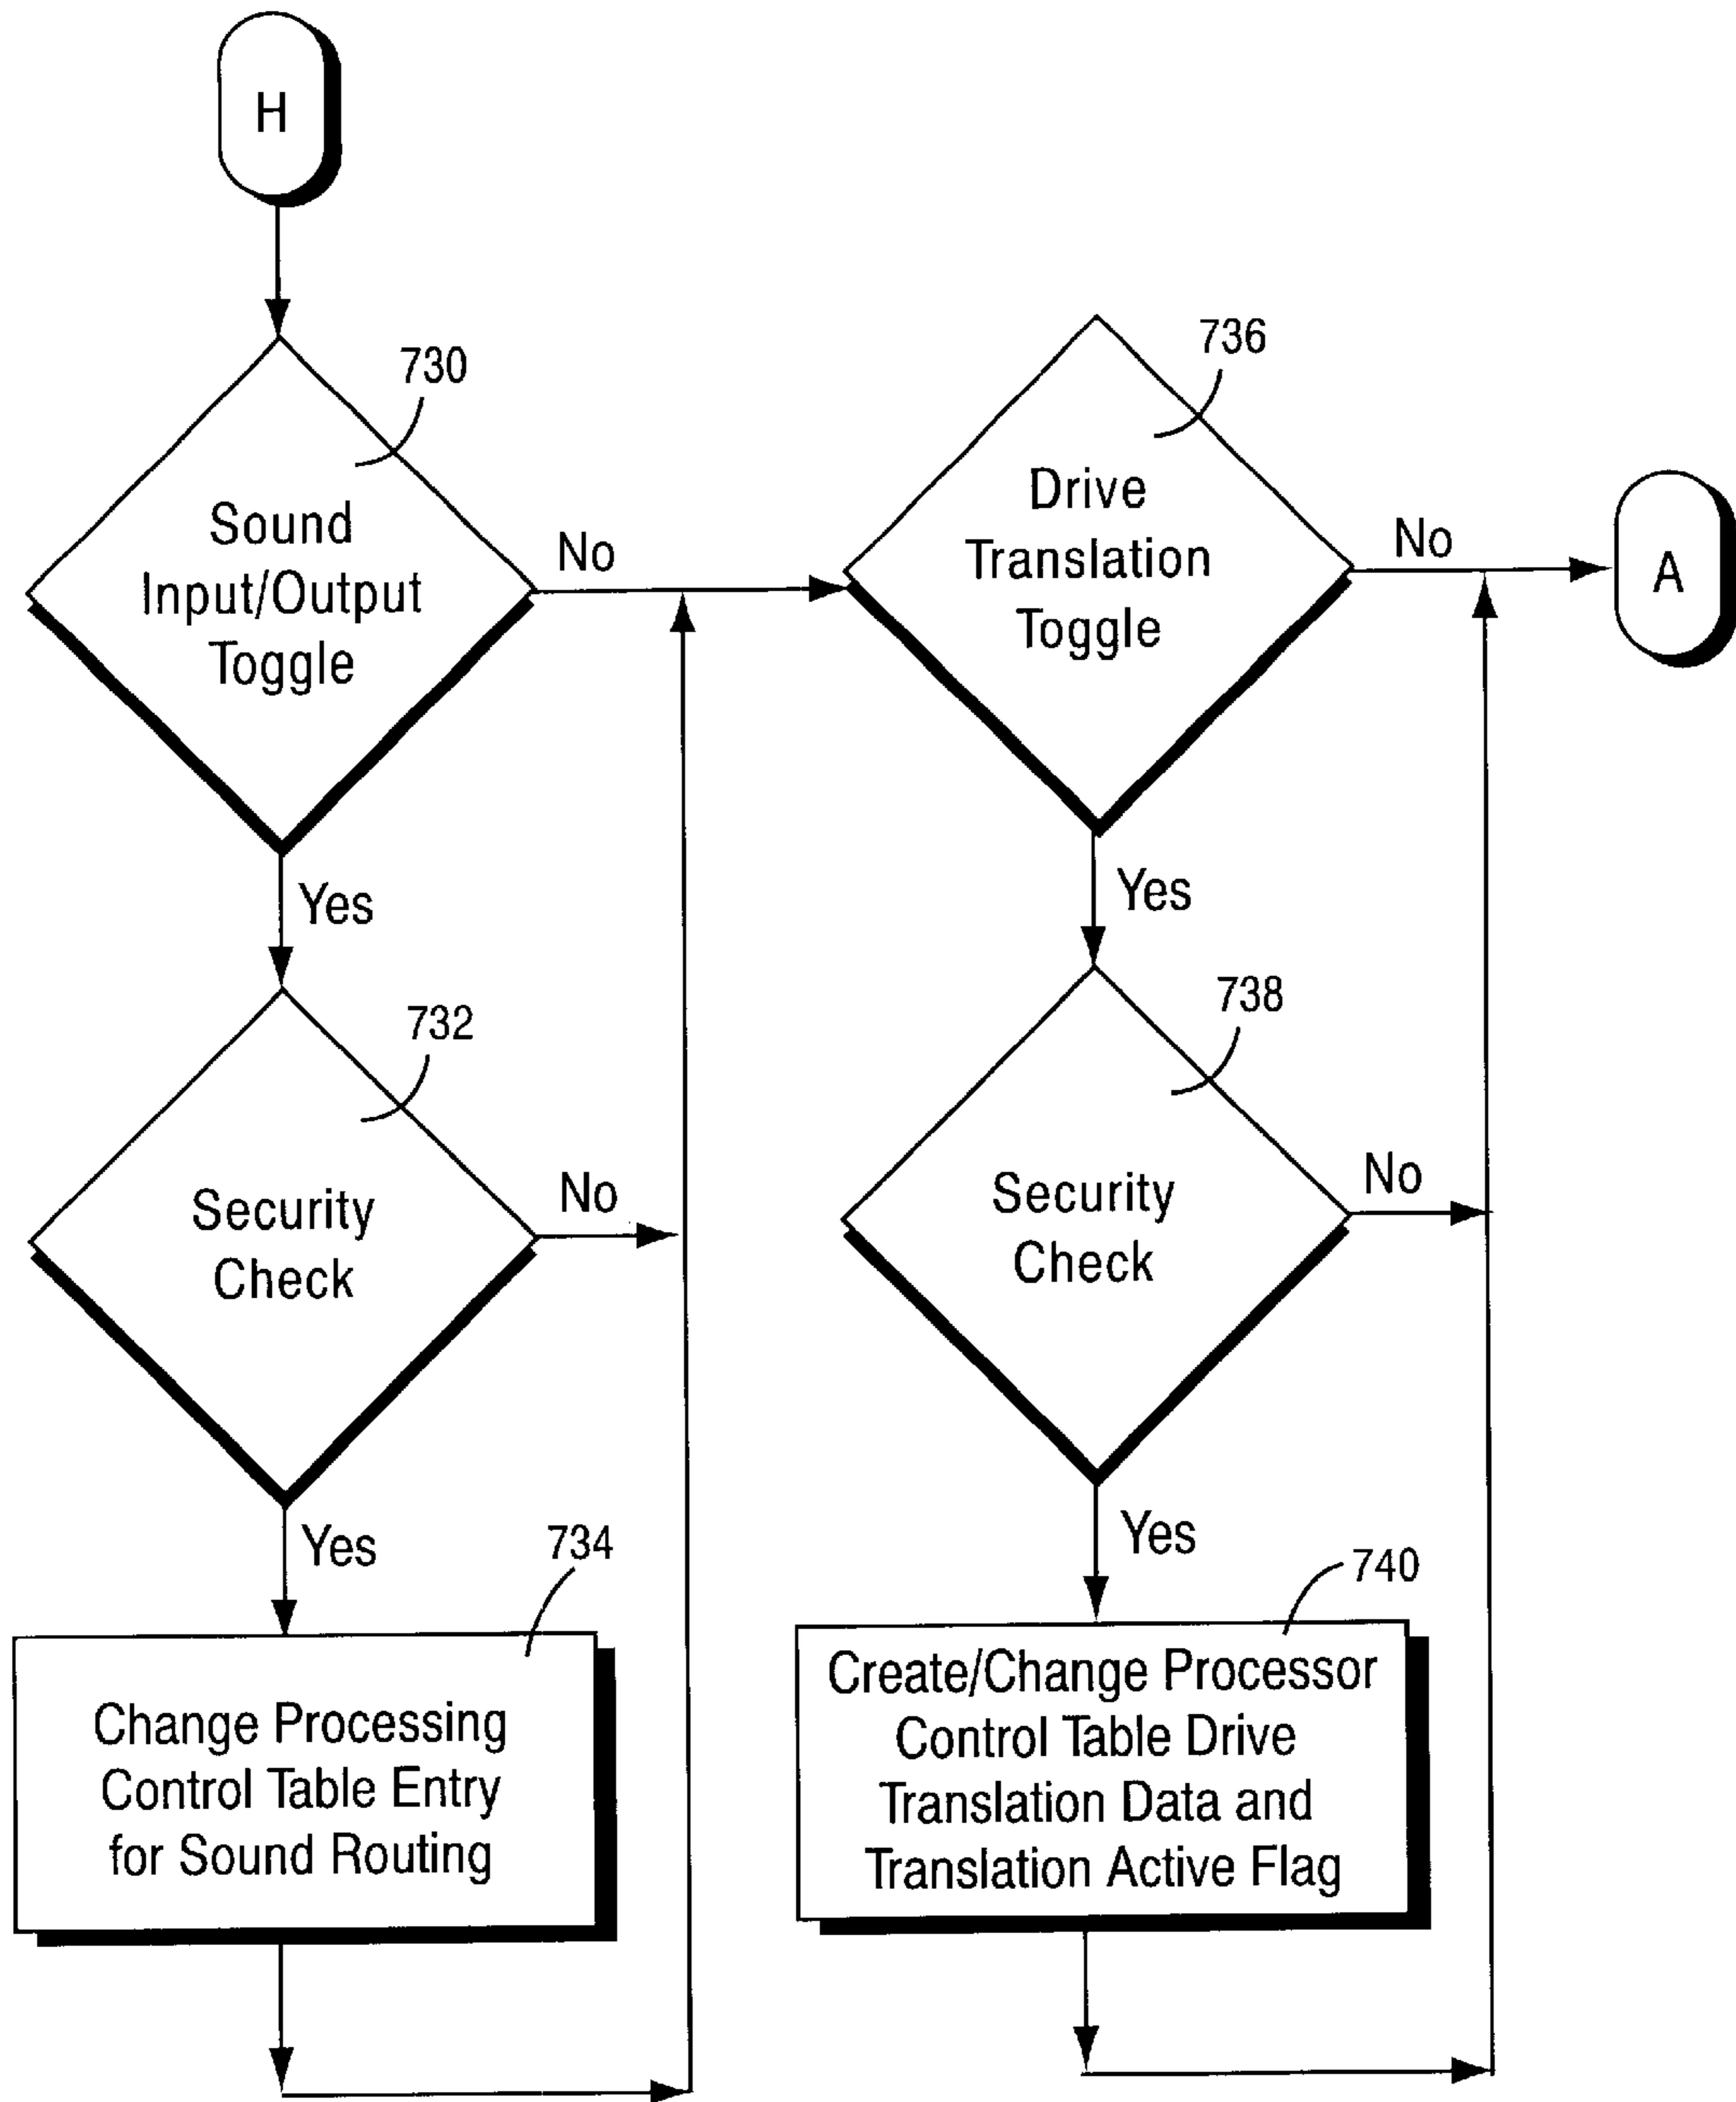 H
730
Sound
Input/Output
Toggle
No
Yes
732
Security
Check
No
Yes
734
Change Processing
Control Table Entry
for Sound Routing
736
Drive
Translation
Toggle
No
A
Yes
738
Security
Check
No
Yes
740
Create/Change Processor
Control Table Drive
Translation Data and
Translation Active Flag